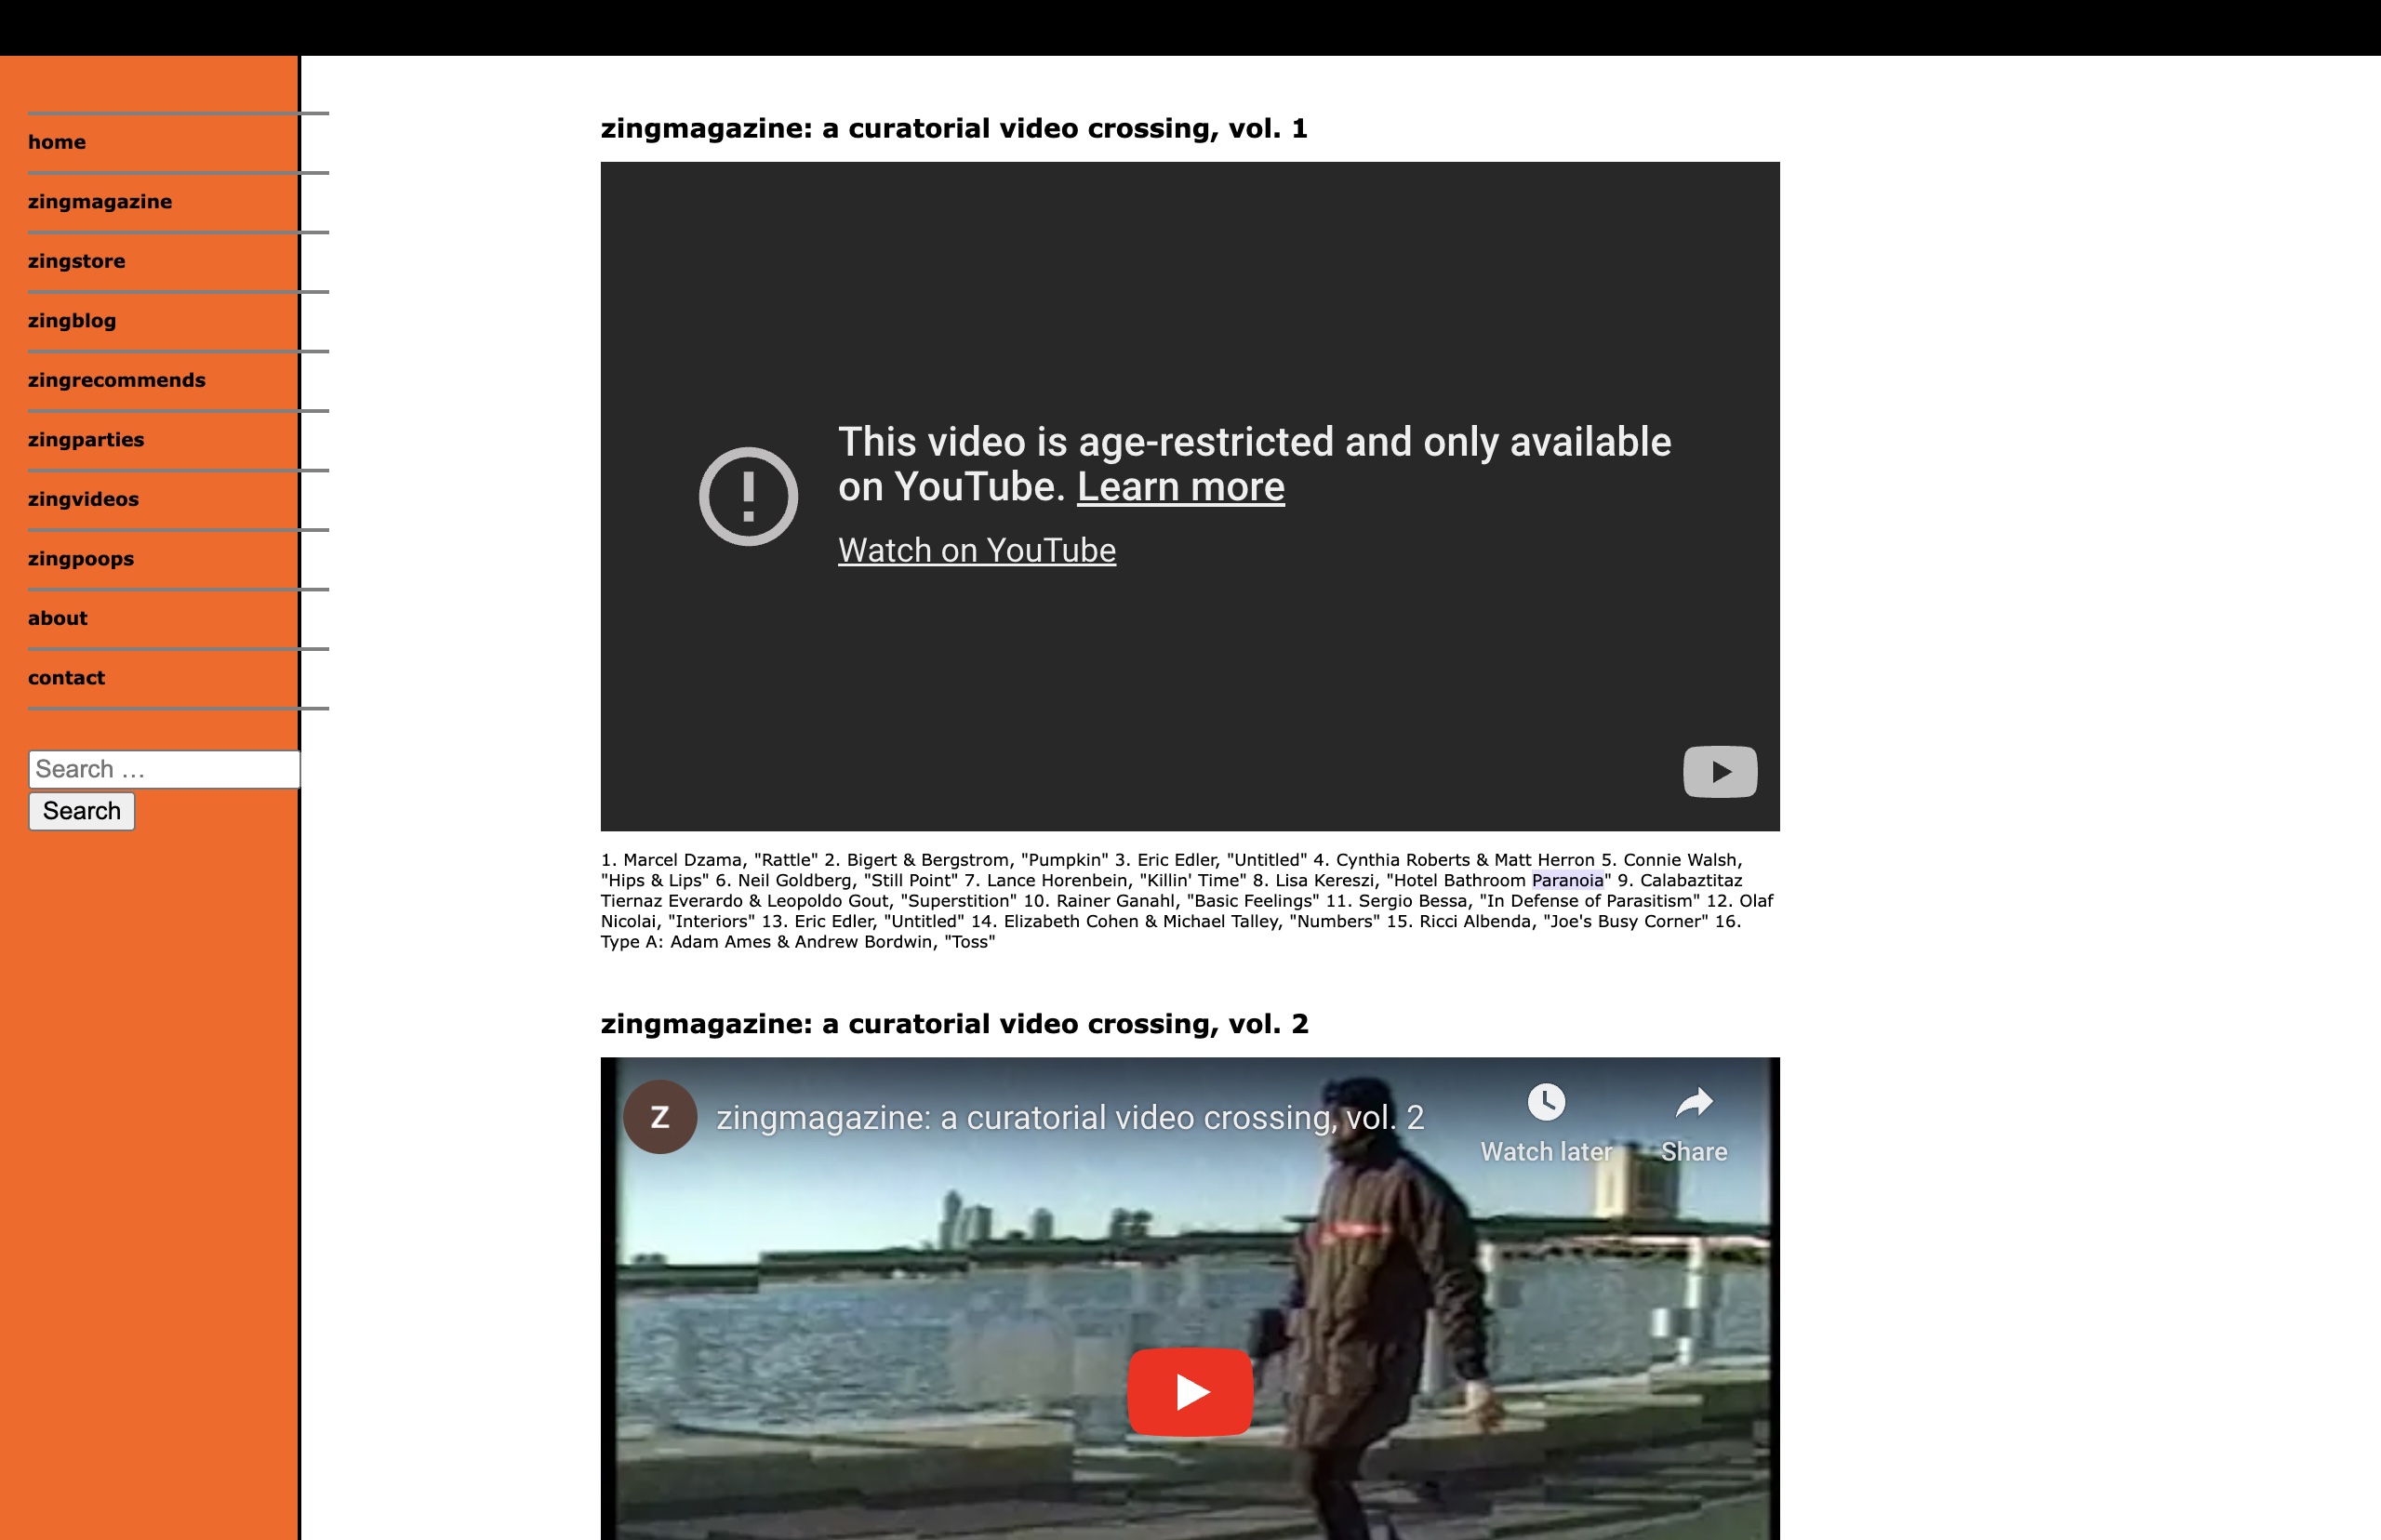 home
zingmagazine
zingstore
zingblog
zingrecommends
zingparties
zingvideos
zingpoops
about
contact
Search …
Search
zingmagazine: a curatorial video crossing, vol. 1
This video is age-restricted and only available
on YouTube. Learn more
Watch on YouTube
1. Marcel Dzama, "Rattle" 2. Bigert & Bergstrom, "Pumpkin" 3. Eric Edler, "Untitled" 4. Cynthia Roberts & Matt Herron 5. Connie Walsh,
"Hips & Lips" 6. Neil Goldberg, "Still Point" 7. Lance Horenbein, "Killin' Time" 8. Lisa Kereszi, "Hotel Bathroom Paranoia" 9. Calabaztitaz
Tiernaz Everardo & Leopoldo Gout, "Superstition" 10. Rainer Ganahl, "Basic Feelings" 11. Sergio Bessa, "In Defense of Parasitism" 12. Olaf
Nicolai, "Interiors" 13. Eric Edler, "Untitled" 14. Elizabeth Cohen & Michael Talley, "Numbers" 15. Ricci Albenda, "Joe's Busy Corner" 16.
Type A: Adam Ames & Andrew Bordwin, "Toss"
zingmagazine: a curatorial video crossing, vol. 2
Z
zingmagazine: a curatorial video crossing, vol. 2
Watch later
Share